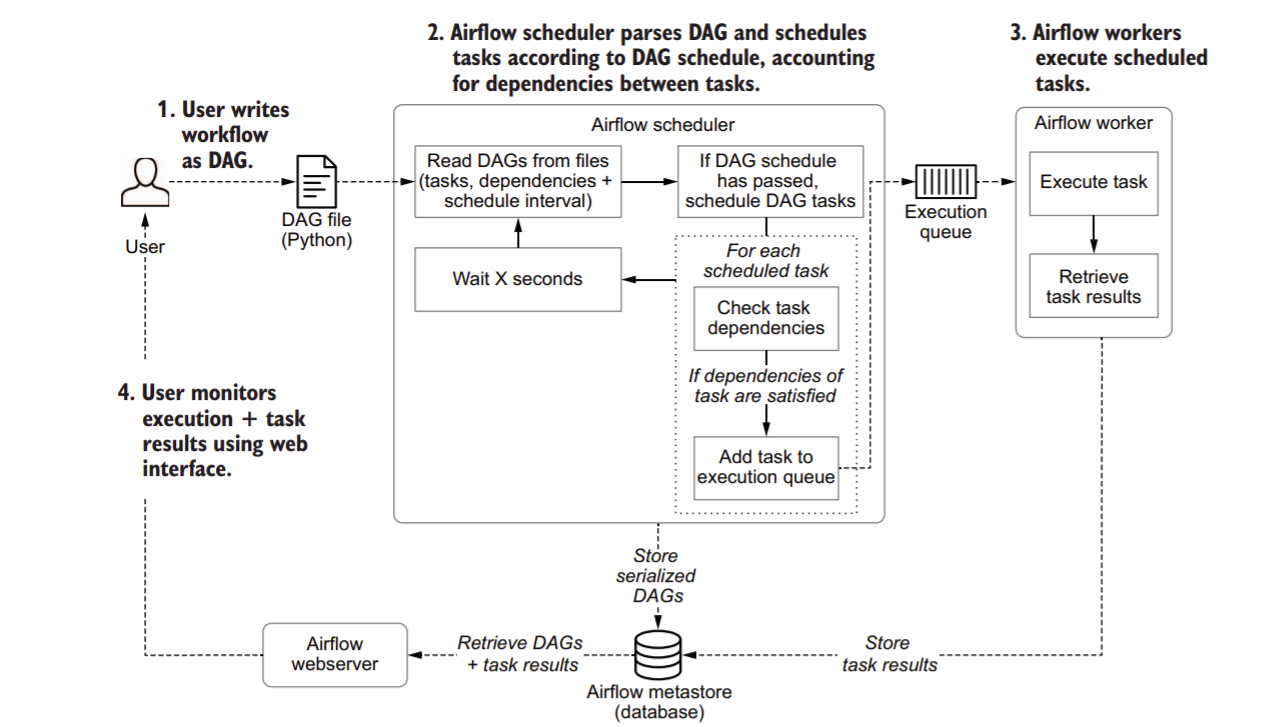 1. User writes
workflow
as DAG.
User
DAG file
(Python)
2. Airflow scheduler parses DAG and schedules
tasks according to DAG schedule, accounting
for dependencies between tasks.
Airflow scheduler
Read DAGs from files
(tasks, dependencies +
schedule interval)
If DAG schedule
has passed,
schedule DAG tasks
Wait X seconds
For each
scheduled task
Check task
dependencies
If dependencies of
task are satisfied
Add task to
execution queue
Execution
queue
3. Airflow workers
execute scheduled
tasks.
Airflow worker
Execute task
Retrieve
task results
4. User monitors
execution + task
results using web
interface.
Store
serialized
DAGs
Airflow
webserver
Retrieve DAGs
+ task results
Airflow metastore
(database)
Store
task results